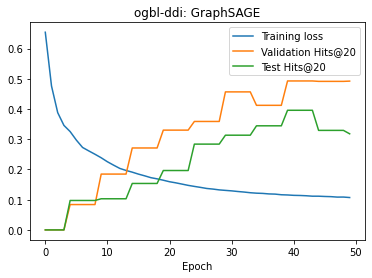 ogbl-ddi: GraphSAGE
Training loss
Validation Hits@20
Test Hits@20
0.6
0.5
0.4
0.3
0.2
0.1
0.0
0 10 20 30 40 50
Epoch